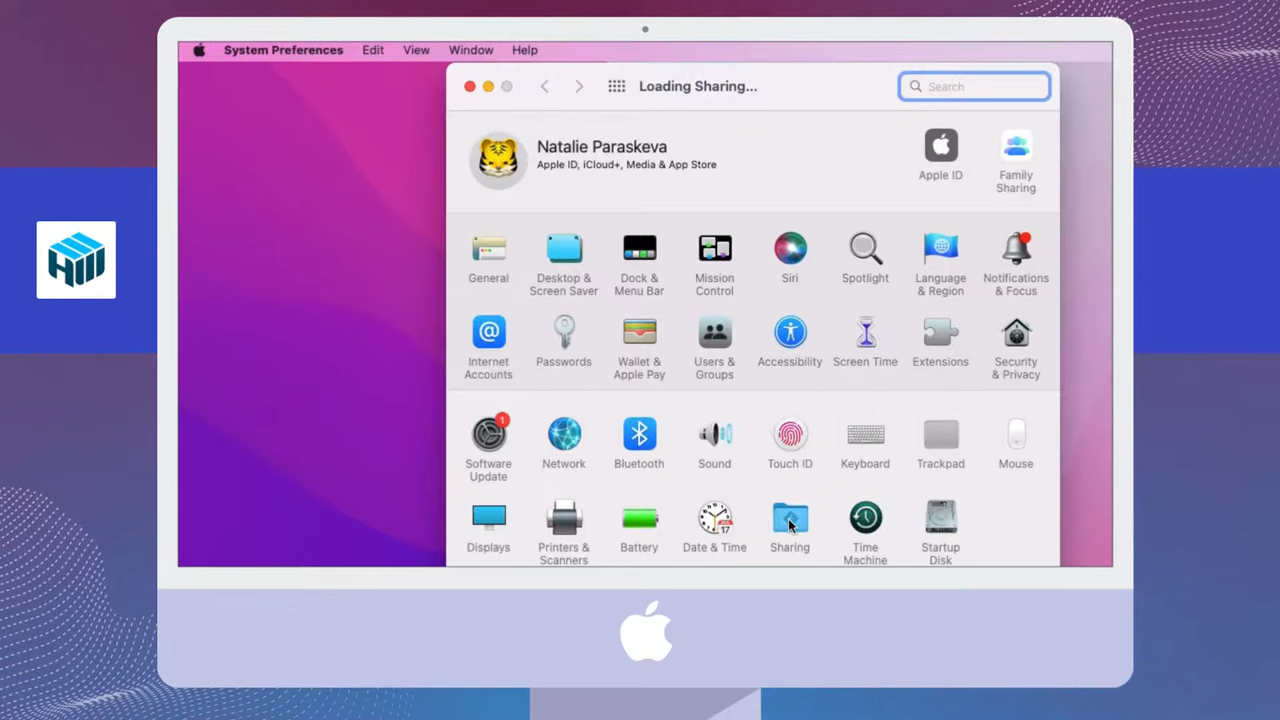 System Preferences Edit View Window Help
Loading Sharing...
Search
Natalie Paraskeva
Apple ID, iCloud+, Media & App Store
Apple ID
Family
Sharing
General
Desktop &
Screen Saver
Dock &
Menu Bar
Mission
Control
Siri
Spotlight
Language
& Region
Notifications
& Focus
Internet
Accounts
Passwords
Wallet &
Apple Pay
Users &
Groups
Accessibility
Screen Time
Extensions
Security
& Privacy
1
Software
Update
Network
Bluetooth
Sound
Touch ID
Keyboard
Trackpad
Mouse
Displays
Printers &
Scanners
Battery
17
Date & Time
Sharing
Time
Machine
Startup
Disk
Hill